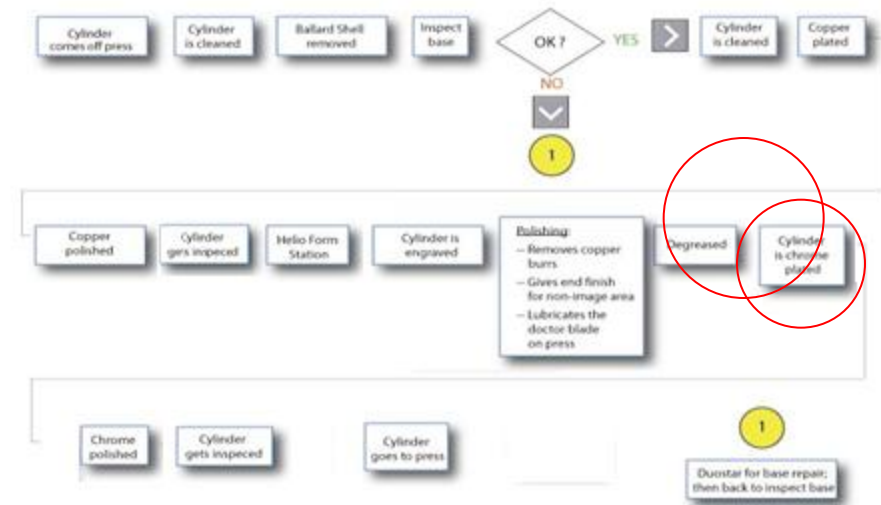 Cylinder
comes off press
Cylinder
is cleaned
Ballard Shell
removed
Inspect
base
OK ?
YES
Cylinder
is cleaned
Copper
plated
NO
1
Copper
polished
Cylinder
gers inspeced
Helio Form
Station
Cylinder is
engraved
Polishing:
– Removes copper
burrs
– Gives end finish
for non-image area
– Lubricates the
doctor blade
on press
Degreased
Cylinder
is chrome
plated
Chrome
polished
Cylinder
gets inspeced
Cylinder
goes to press
1
Duostar for base repair;
then back to inspect base